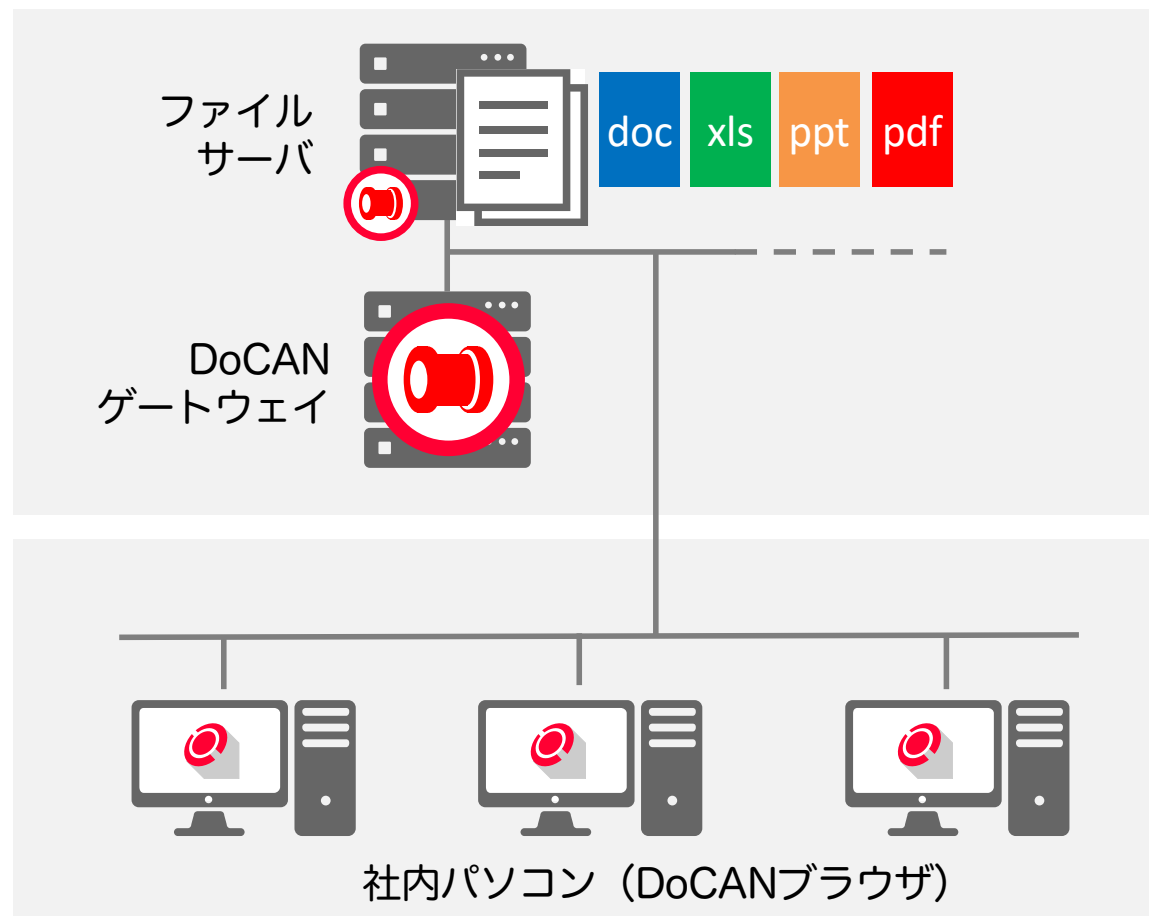 ファイル
サーバ
doc xls ppt pdf
DoCAN
ゲートウェイ
社内パソコン（DoCANブラウザ）